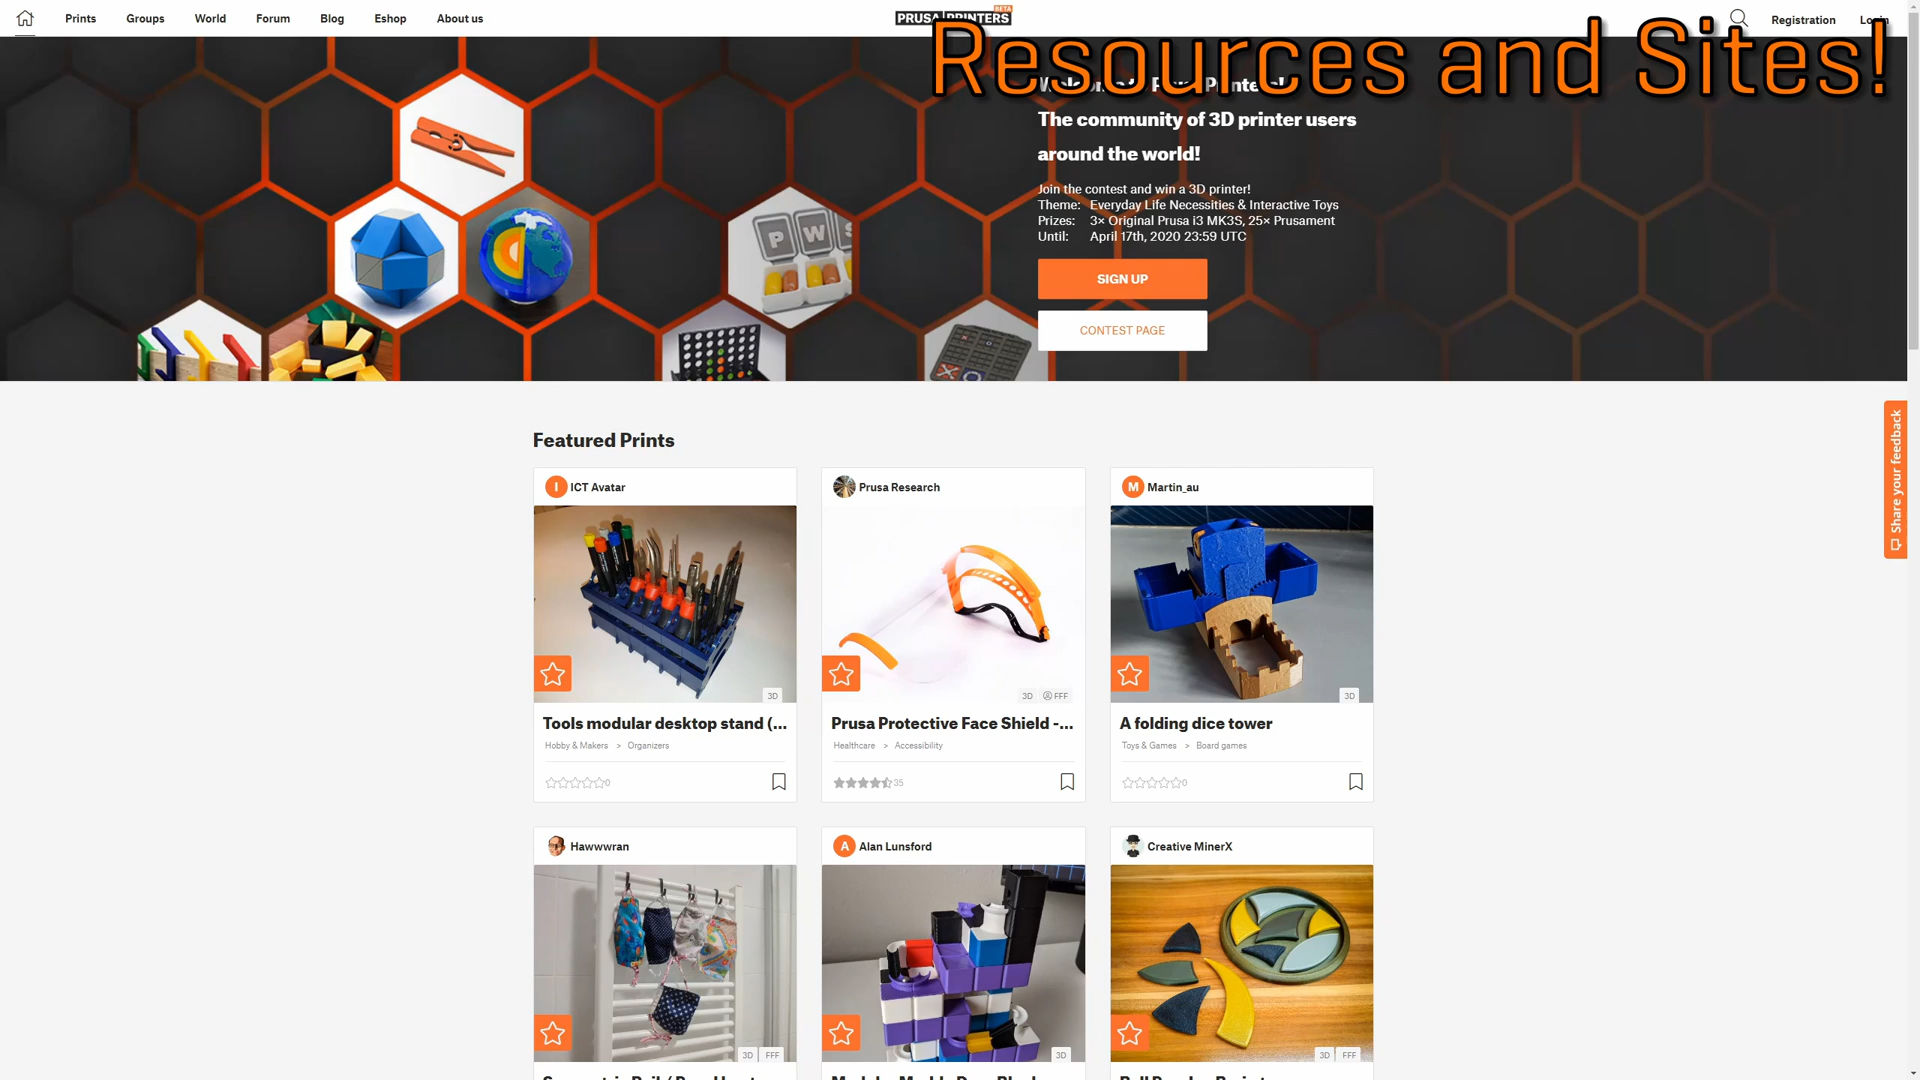 Prints Groups World Forum Blog Eshop About us
PRUSA PRINTERS BETA
Registration
Resources and Sites!
The community of 3D printer users
around the world!
Join the contest and win a 3D printer!
Theme: Everyday Life Necessities & Interactive Toys
Prizes: 3× Original Prusa i3 MK3S, 25× Prusament
Until: April 17th, 2020 23:59 UTC
SIGN UP
CONTEST PAGE
Share your feedback
Featured Prints
I ICT Avatar
Prusa Research
M Martin_au
3D
3D FFF
3D
Tools modular desktop stand (...
Prusa Protective Face Shield -...
A folding dice tower
Hobby & Makers > Organizers
Healthcare > Accessibility
Toys & Games > Board games
0
35
0
Hawwwran
A Alan Lunsford
Creative MinerX
3D FFF
3D
3D FFF